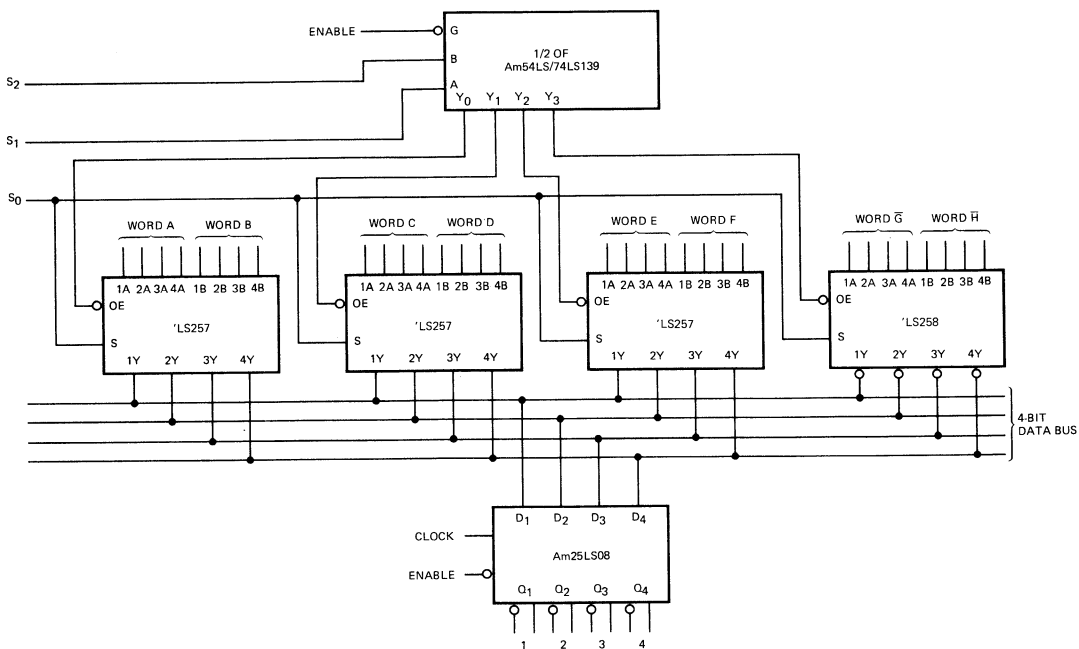 ENABLE
G
1/2 OF
Am54LS/74LS139
B
A
Y0 Y1 Y2 Y3
S2
S1
S0
WORD A WORD B
WORD C WORD D
WORD E WORD F
WORD G̅ WORD H̅
1A 2A 3A 4A 1B 2B 3B 4B
OE
'LS257
S
1Y 2Y 3Y 4Y
1A 2A 3A 4A 1B 2B 3B 4B
OE
'LS257
S
1Y 2Y 3Y 4Y
1A 2A 3A 4A 1B 2B 3B 4B
OE
'LS257
S
1Y 2Y 3Y 4Y
1A 2A 3A 4A 1B 2B 3B 4B
OE
'LS258
S
1Y 2Y 3Y 4Y
4-BIT
DATA BUS
D1 D2 D3 D4
CLOCK
Am25LS08
ENABLE
Q1 Q2 Q3 Q4
1 2 3 4